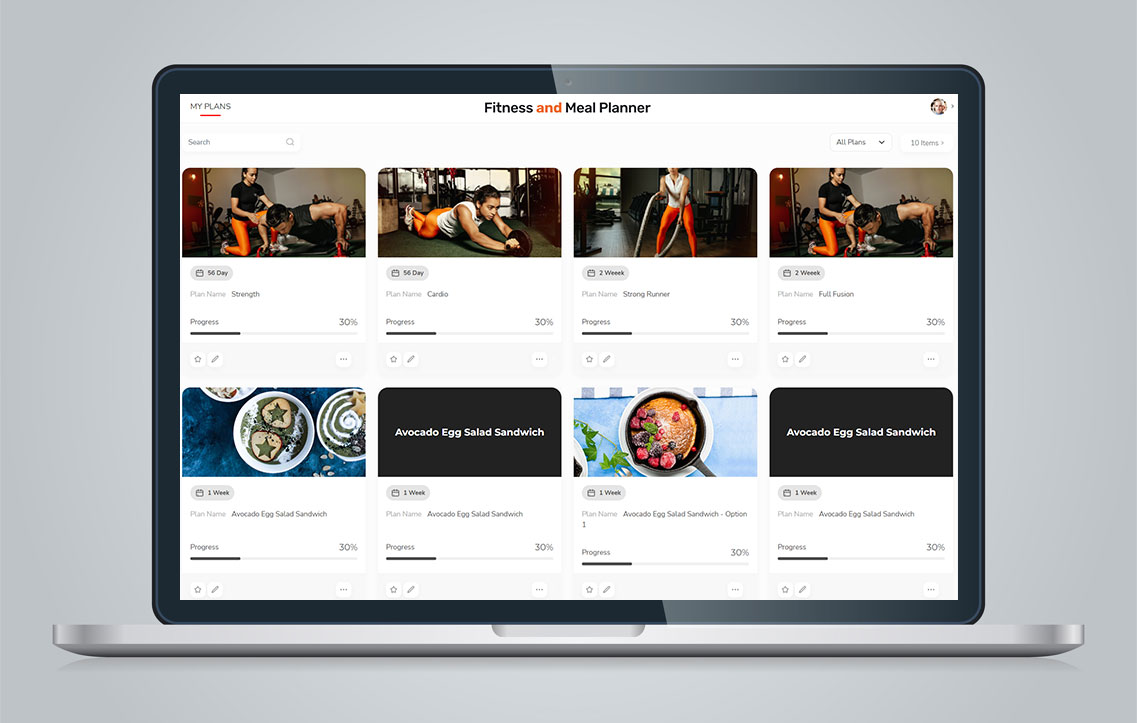 MY PLANS
Fitness and Meal Planner
Search
All Plans
10 Items >
56 Day
56 Day
2 Weeek
2 Weeek
Plan Name Strength
Plan Name Cardio
Plan Name Strong Runner
Plan Name Full Fusion
Progress 30%
Progress 30%
Progress 30%
Progress 30%
Avocado Egg Salad Sandwich
Avocado Egg Salad Sandwich
1 Week
1 Week
1 Week
1 Week
Plan Name Avocado Egg Salad Sandwich
Plan Name Avocado Egg Salad Sandwich
Plan Name Avocado Egg Salad Sandwich - Option
1
Plan Name Avocado Egg Salad Sandwich
Progress 30%
Progress 30%
Progress 30%
Progress 30%